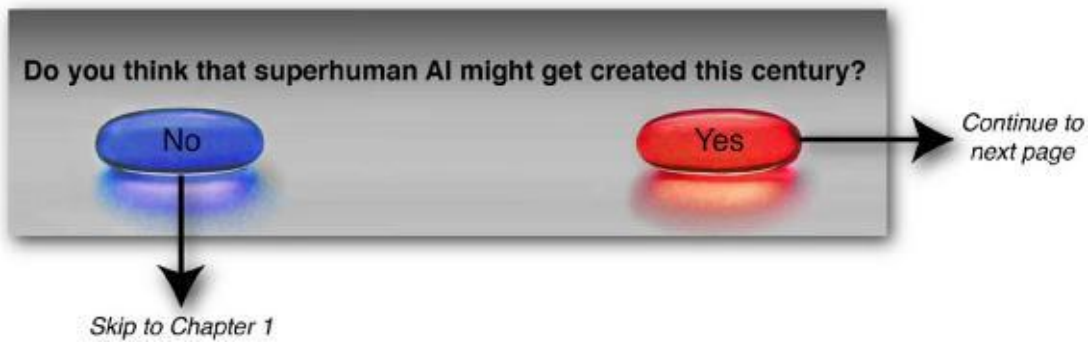 Do you think that superhuman AI might get created this century?
No
Yes
Continue to
next page
Skip to Chapter 1